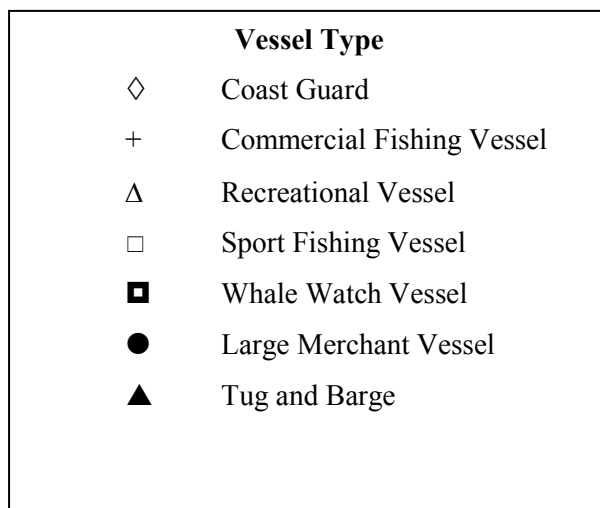 Vessel Type
◊ Coast Guard
+ Commercial Fishing Vessel
Δ Recreational Vessel
□ Sport Fishing Vessel
◘ Whale Watch Vessel
● Large Merchant Vessel
▲ Tug and Barge